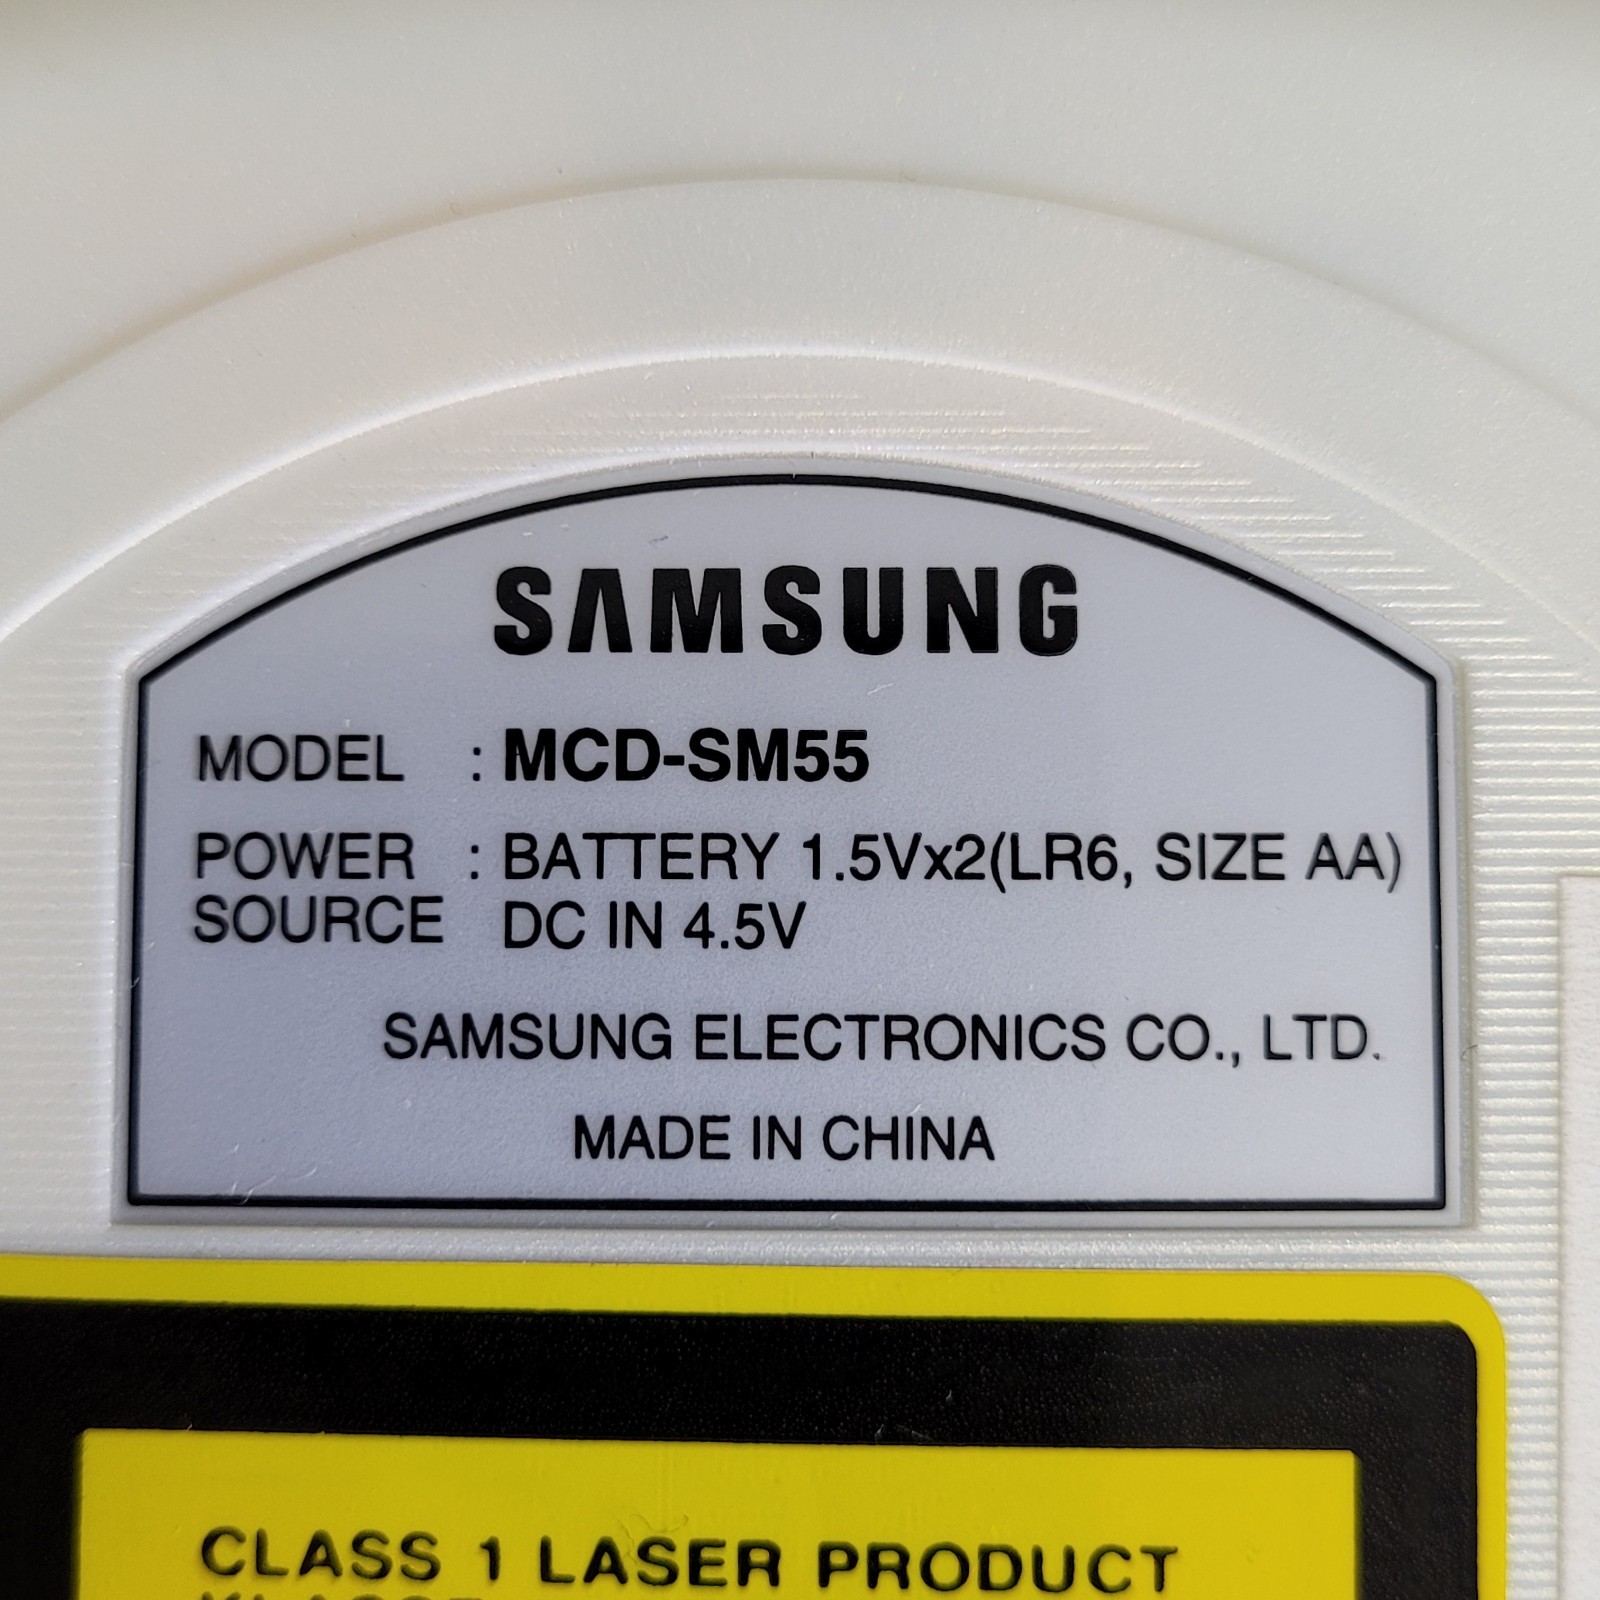 SAMSUNG
MODEL : MCD-SM55
POWER : BATTERY 1.5Vx2(LR6, SIZE AA)
SOURCE DC IN 4.5V
SAMSUNG ELECTRONICS CO., LTD.
MADE IN CHINA
CLASS 1 LASER PRODUCT